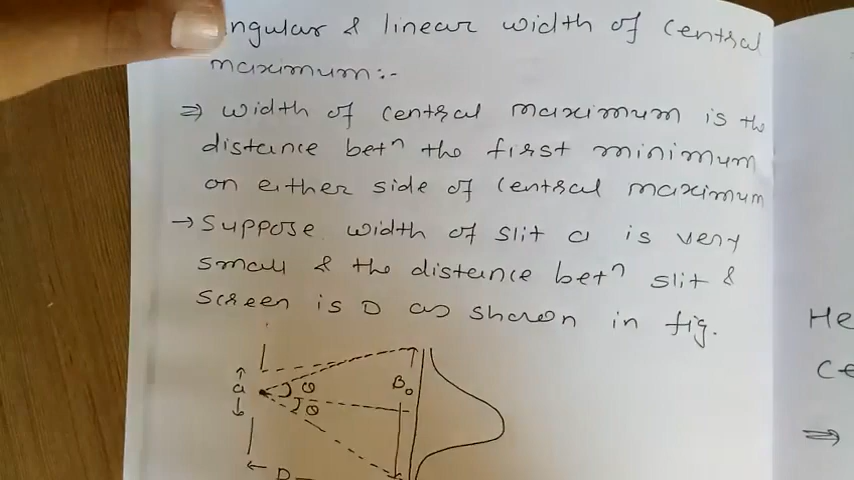 ngular & linear width of central
maximum:-
⇒ width of central maximum is the
distance betⁿ the first minimum
on either side of central maximum
→ Suppose width of slit a is very
small & the distance betⁿ slit &
screen is D as shown in fig.
a
θ
θ
B₀
D
He
Ce
⇒